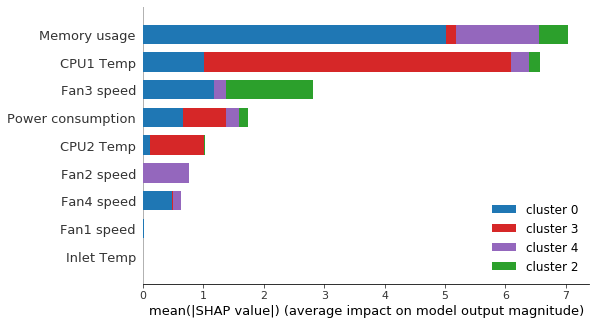 Memory usage
CPU1 Temp
Fan3 speed
Power consumption
CPU2 Temp
Fan2 speed
Fan4 speed
Fan1 speed
Inlet Temp
cluster 0
cluster 3
cluster 4
cluster 2
0 1 2 3 4 5 6 7
mean(|SHAP value|) (average impact on model output magnitude)